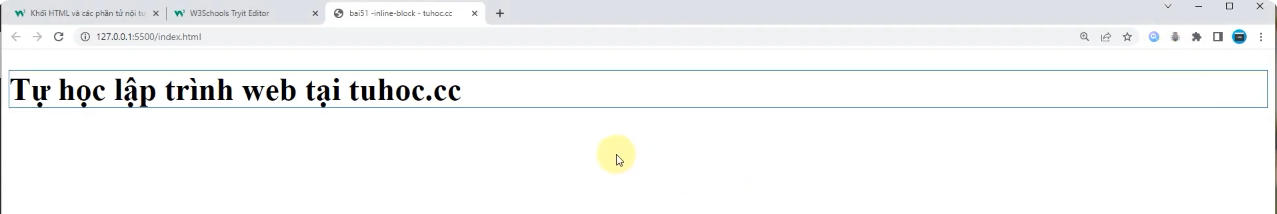 Khối HTML và các phần tử nội tu
W3Schools Tryit Editor
bai51 -inline-block - tuhoc.cc
127.0.0.1:5500/index.html
Tự học lập trình web tại tuhoc.cc